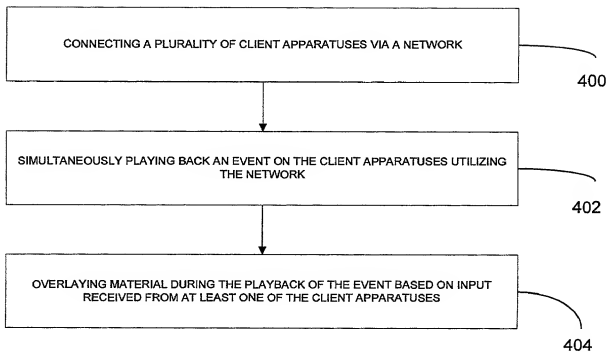 CONNECTING A PLURALITY OF CLIENT APPARATUSES VIA A NETWORK
400
SIMULTANEOUSLY PLAYING BACK AN EVENT ON THE CLIENT APPARATUSES UTILIZING
THE NETWORK
402
OVERLAYING MATERIAL DURING THE PLAYBACK OF THE EVENT BASED ON INPUT
RECEIVED FROM AT LEAST ONE OF THE CLIENT APPARATUSES
404